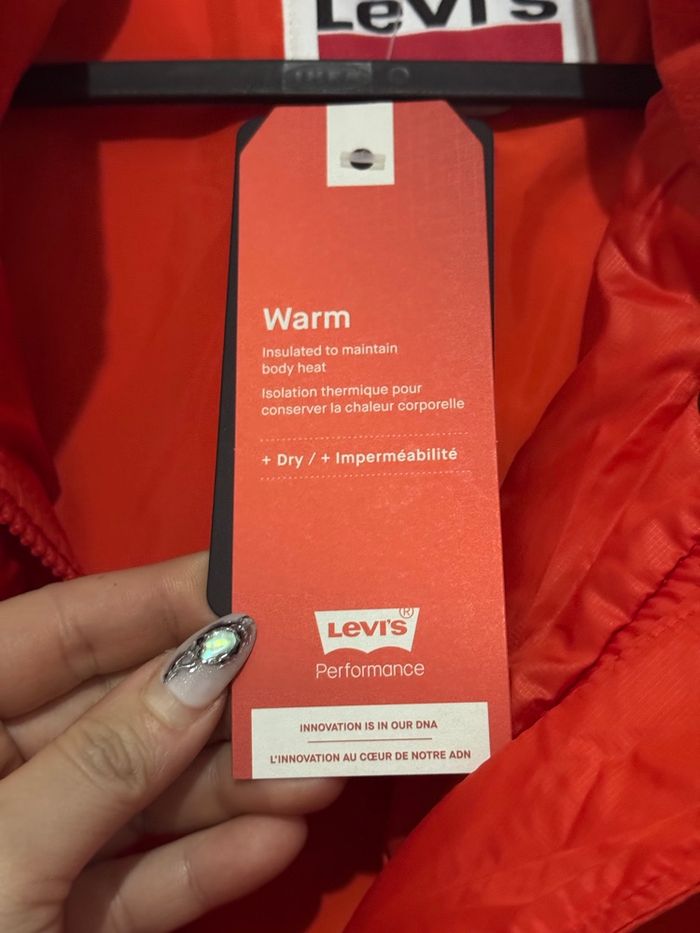 Levi's
IKEA
Warm
Insulated to maintain
body heat
Isolation thermique pour
conserver la chaleur corporelle
+ Dry / + Imperméabilité
LEVI'S®
Performance
INNOVATION IS IN OUR DNA
L'INNOVATION AU CŒUR DE NOTRE ADN